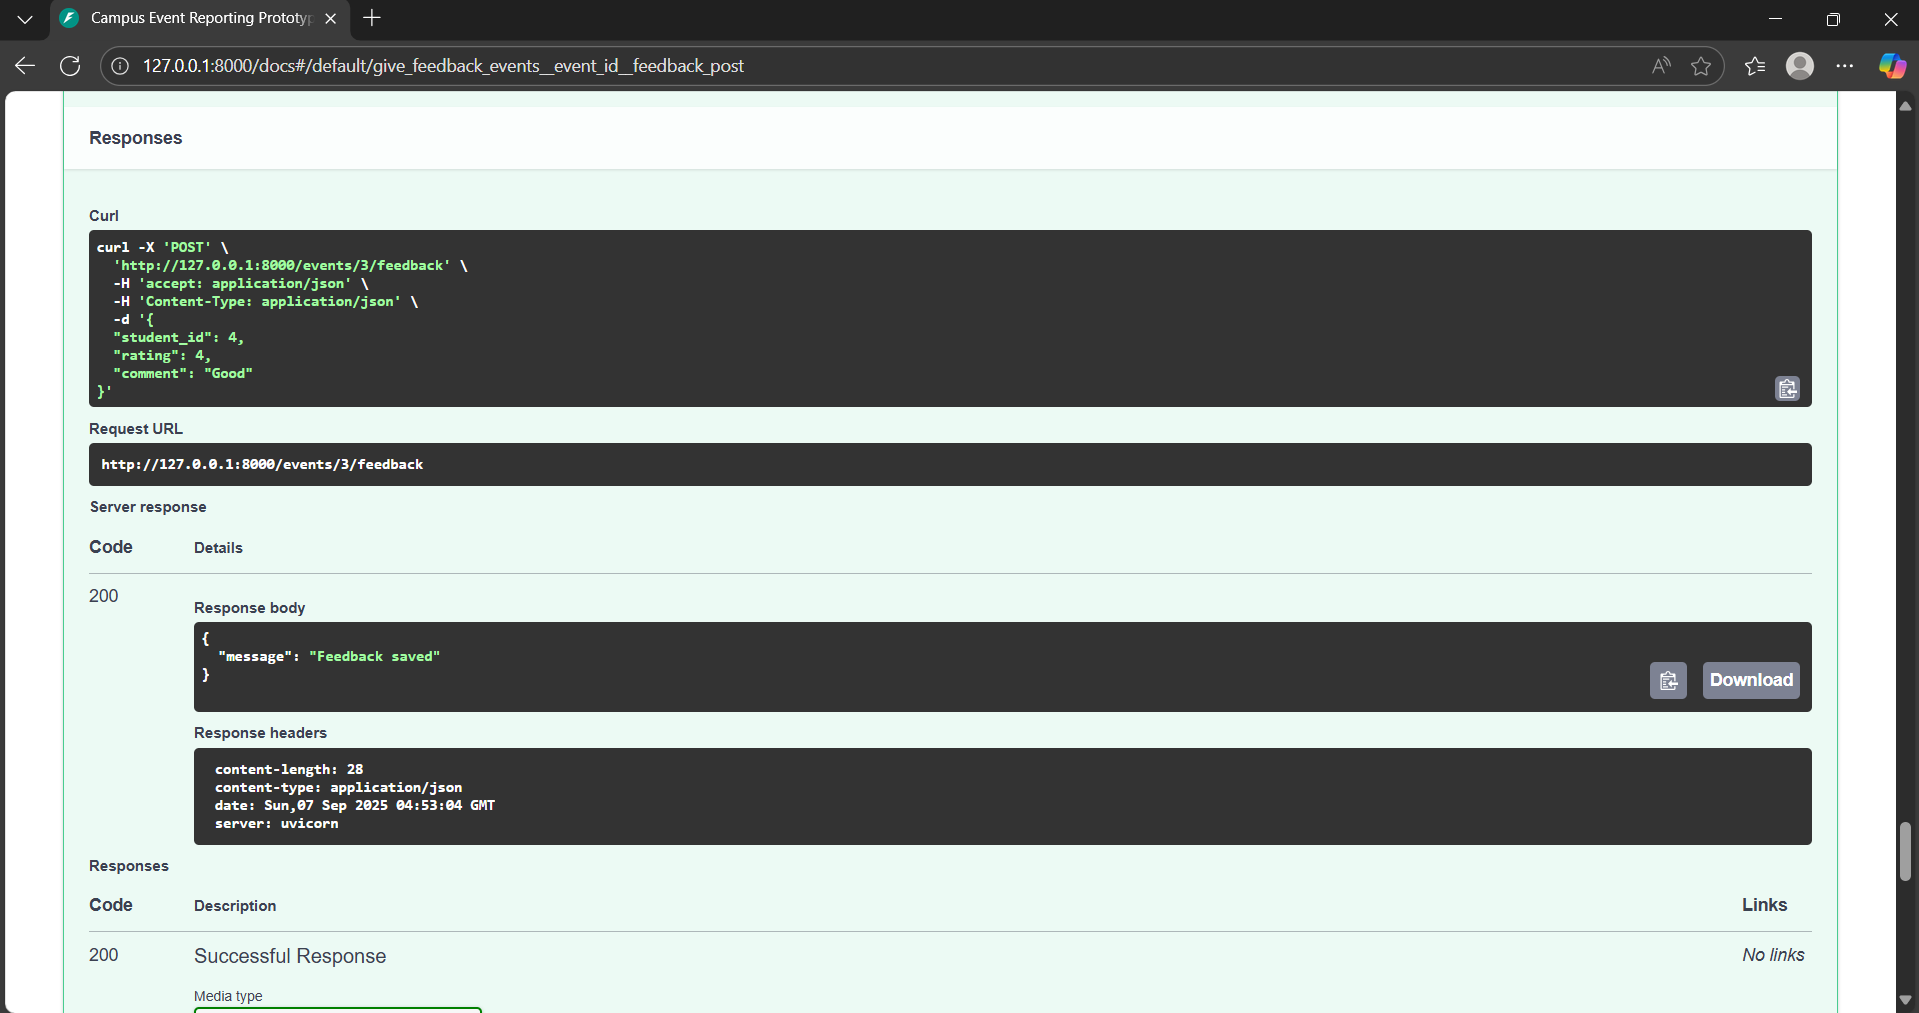 Campus Event Reporting Prototyp
127.0.0.1:8000/docs#/default/give_feedback_events__event_id__feedback_post
Responses
Curl
curl -X 'POST' \
'http://127.0.0.1:8000/events/3/feedback' \
-H 'accept: application/json' \
-H 'Content-Type: application/json' \
-d '{
"student_id": 4,
"rating": 4,
"comment": "Good"
}'
Request URL
http://127.0.0.1:8000/events/3/feedback
Server response
Code Details
200
Response body
{
"message": "Feedback saved"
}
Download
Response headers
content-length: 28
content-type: application/json
date: Sun,07 Sep 2025 04:53:04 GMT
server: uvicorn
Responses
Code Description Links
200 Successful Response No links
Media type